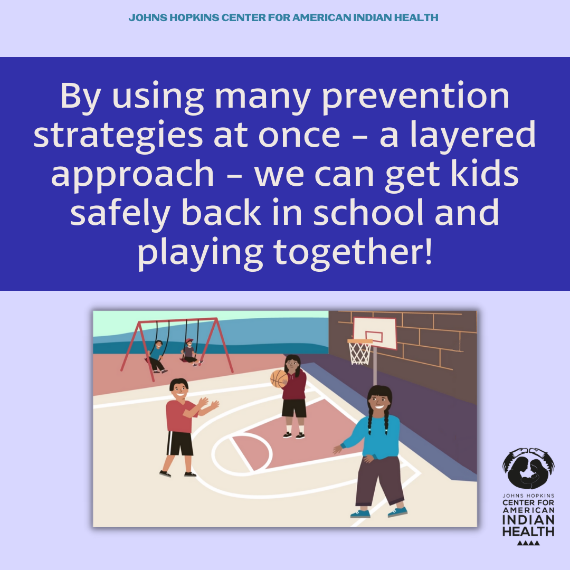 JOHNS HOPKINS CENTER FOR AMERICAN INDIAN HEALTH
By using many prevention
strategies at once – a layered
approach – we can get kids
safely back in school and
playing together!
JOHNS HOPKINS
CENTER FOR
AMERICAN
INDIAN
HEALTH